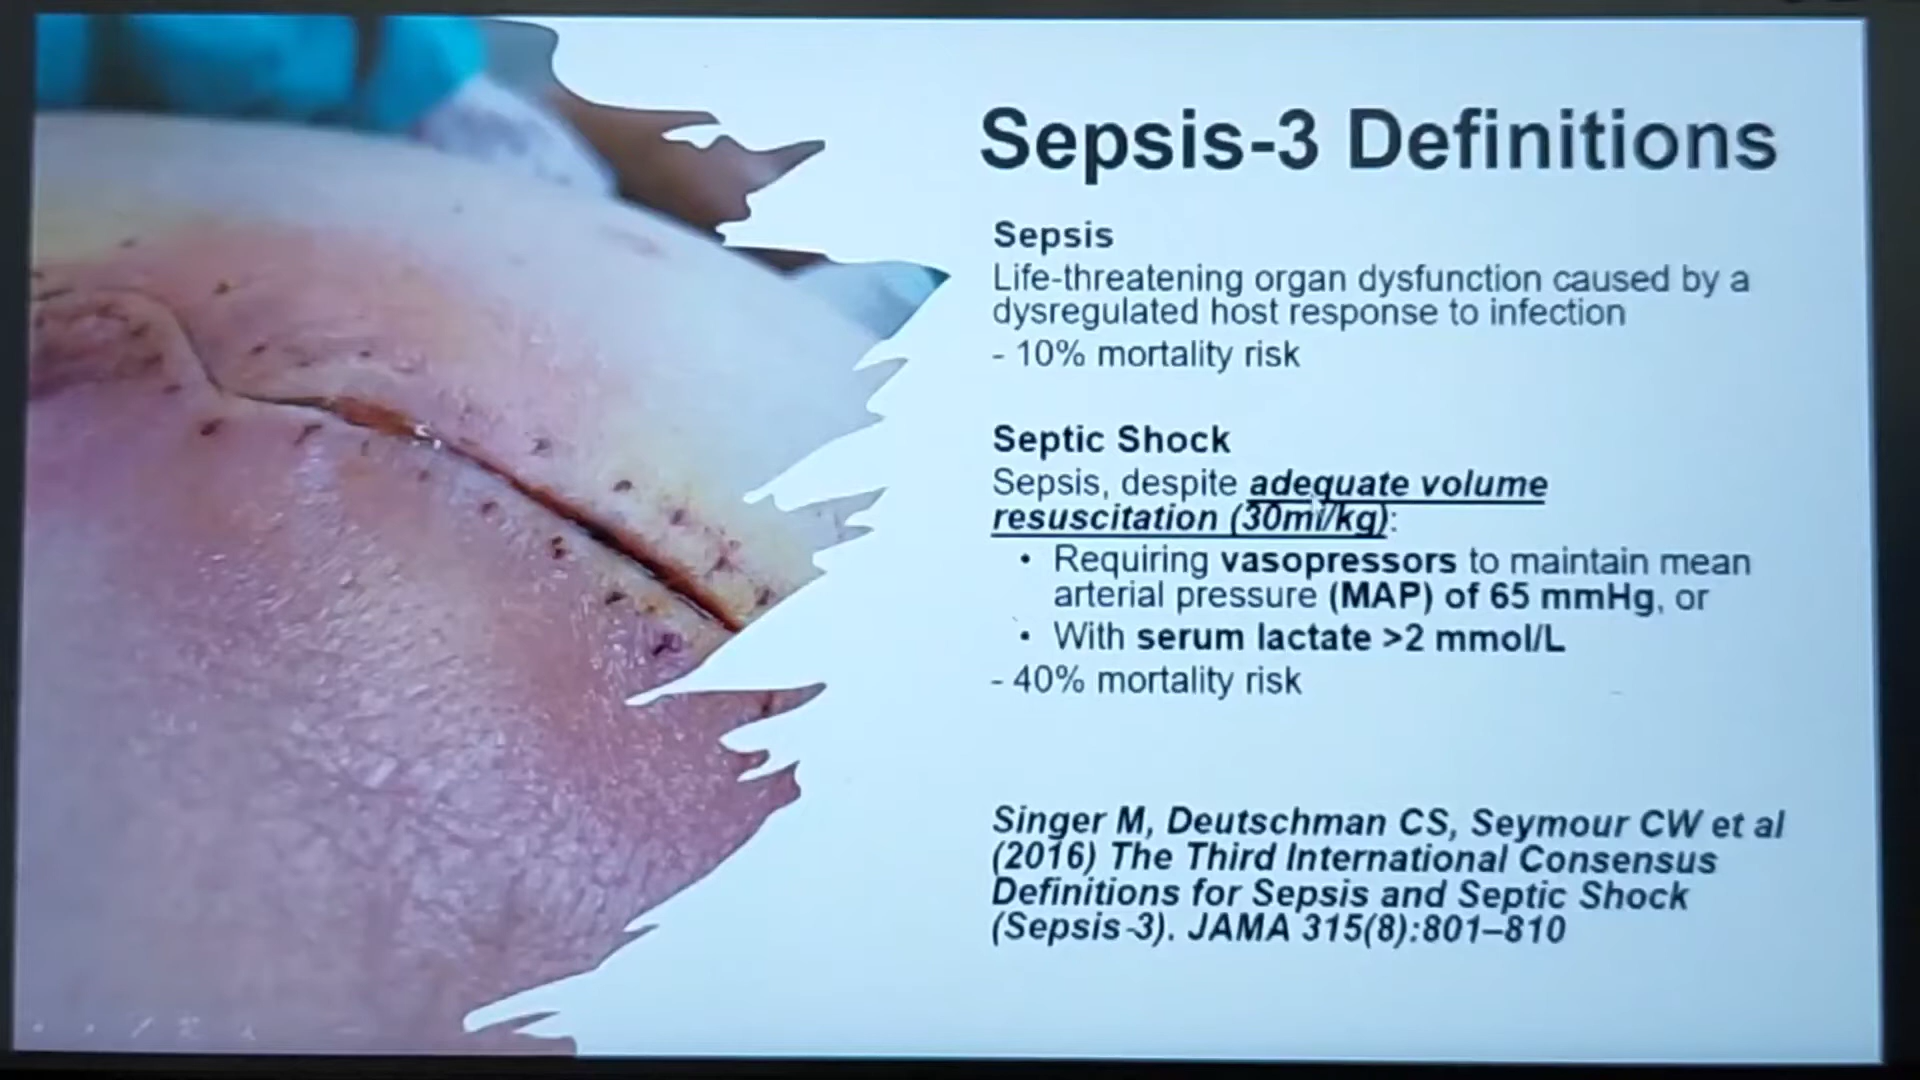 Sepsis-3 Definitions
Sepsis
Life-threatening organ dysfunction caused by a
dysregulated host response to infection
- 10% mortality risk
Septic Shock
Sepsis, despite adequate volume
resuscitation (30ml/kg):
• Requiring vasopressors to maintain mean
arterial pressure (MAP) of 65 mmHg, or
• With serum lactate >2 mmol/L
- 40% mortality risk
Singer M, Deutschman CS, Seymour CW et al
(2016) The Third International Consensus
Definitions for Sepsis and Septic Shock
(Sepsis-3). JAMA 315(8):801–810